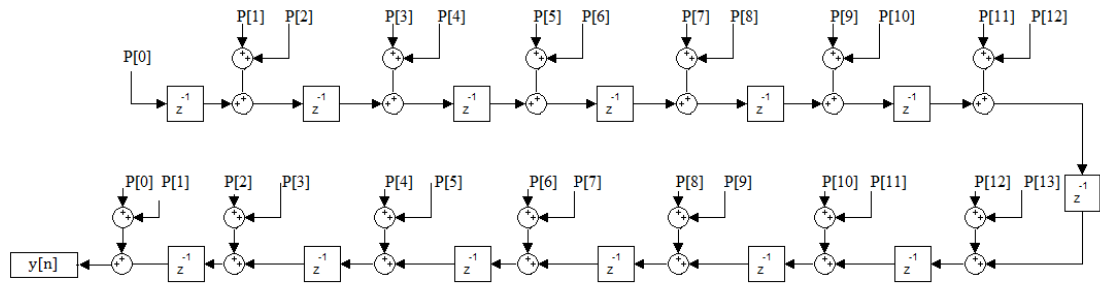 P[1] P[2] P[3] P[4] P[5] P[6] P[7] P[8] P[9] P[10] P[11] P[12]
P[0]
+ + + + + + + + + + + +
z -1 + + z -1 + + z -1 + + z -1 + + z -1 + + z -1 + +
P[0] P[1] P[2] P[3] P[4] P[5] P[6] P[7] P[8] P[9] P[10] P[11] P[12] P[13]
z -1
+ + + + + + + + + + + + + +
y[n] + + z -1 + + z -1 + + z -1 + + z -1 + + z -1 + + z -1 + +